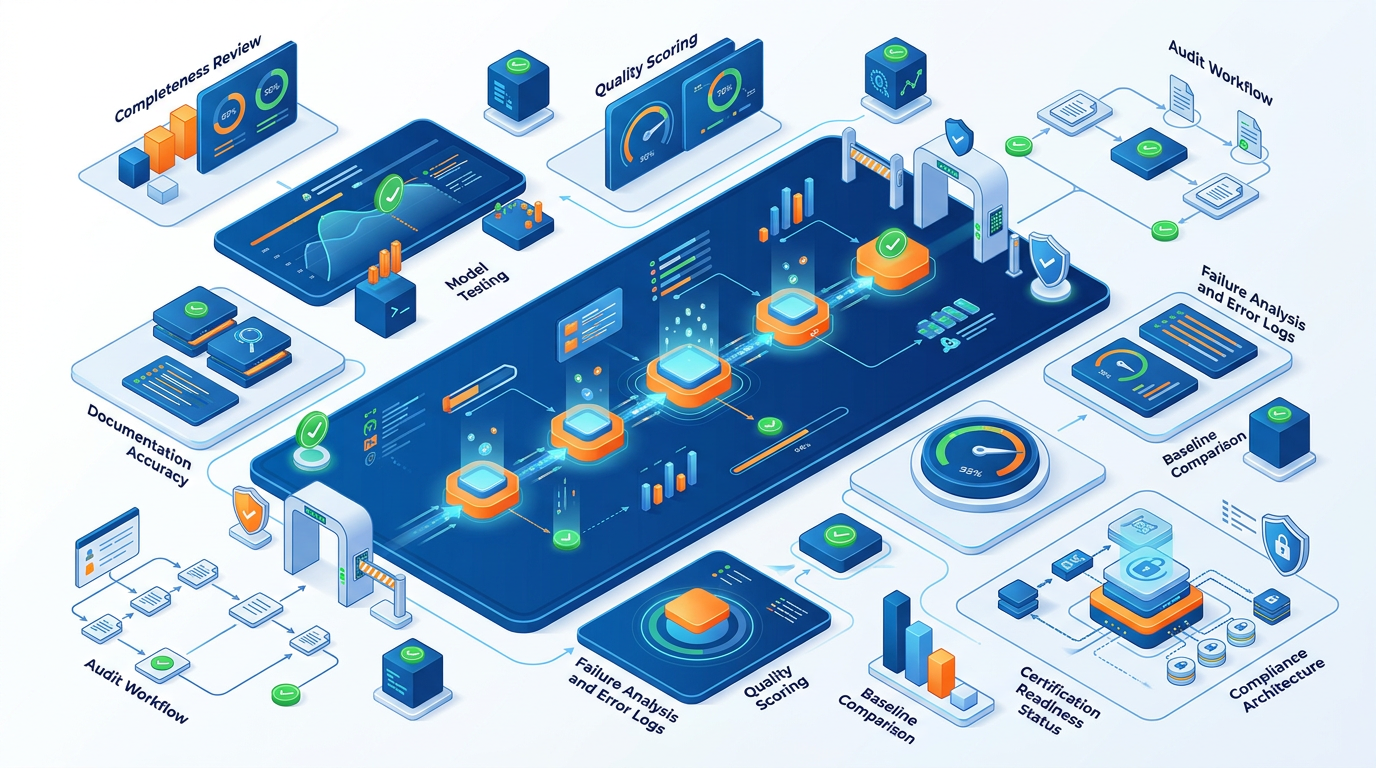 Completeness Review
Quality Scoring
Audit Workflow
Model
Testing
Failure Analysis
and Error Logs
Documentation
Accuracy
Baseline
Comparison
98%
Audit Workflow
Failure Analysis
and Error Logs
Quality
Scoring
Baseline
Comparison
Certification
Readiness
Status
Compliance
Architecture